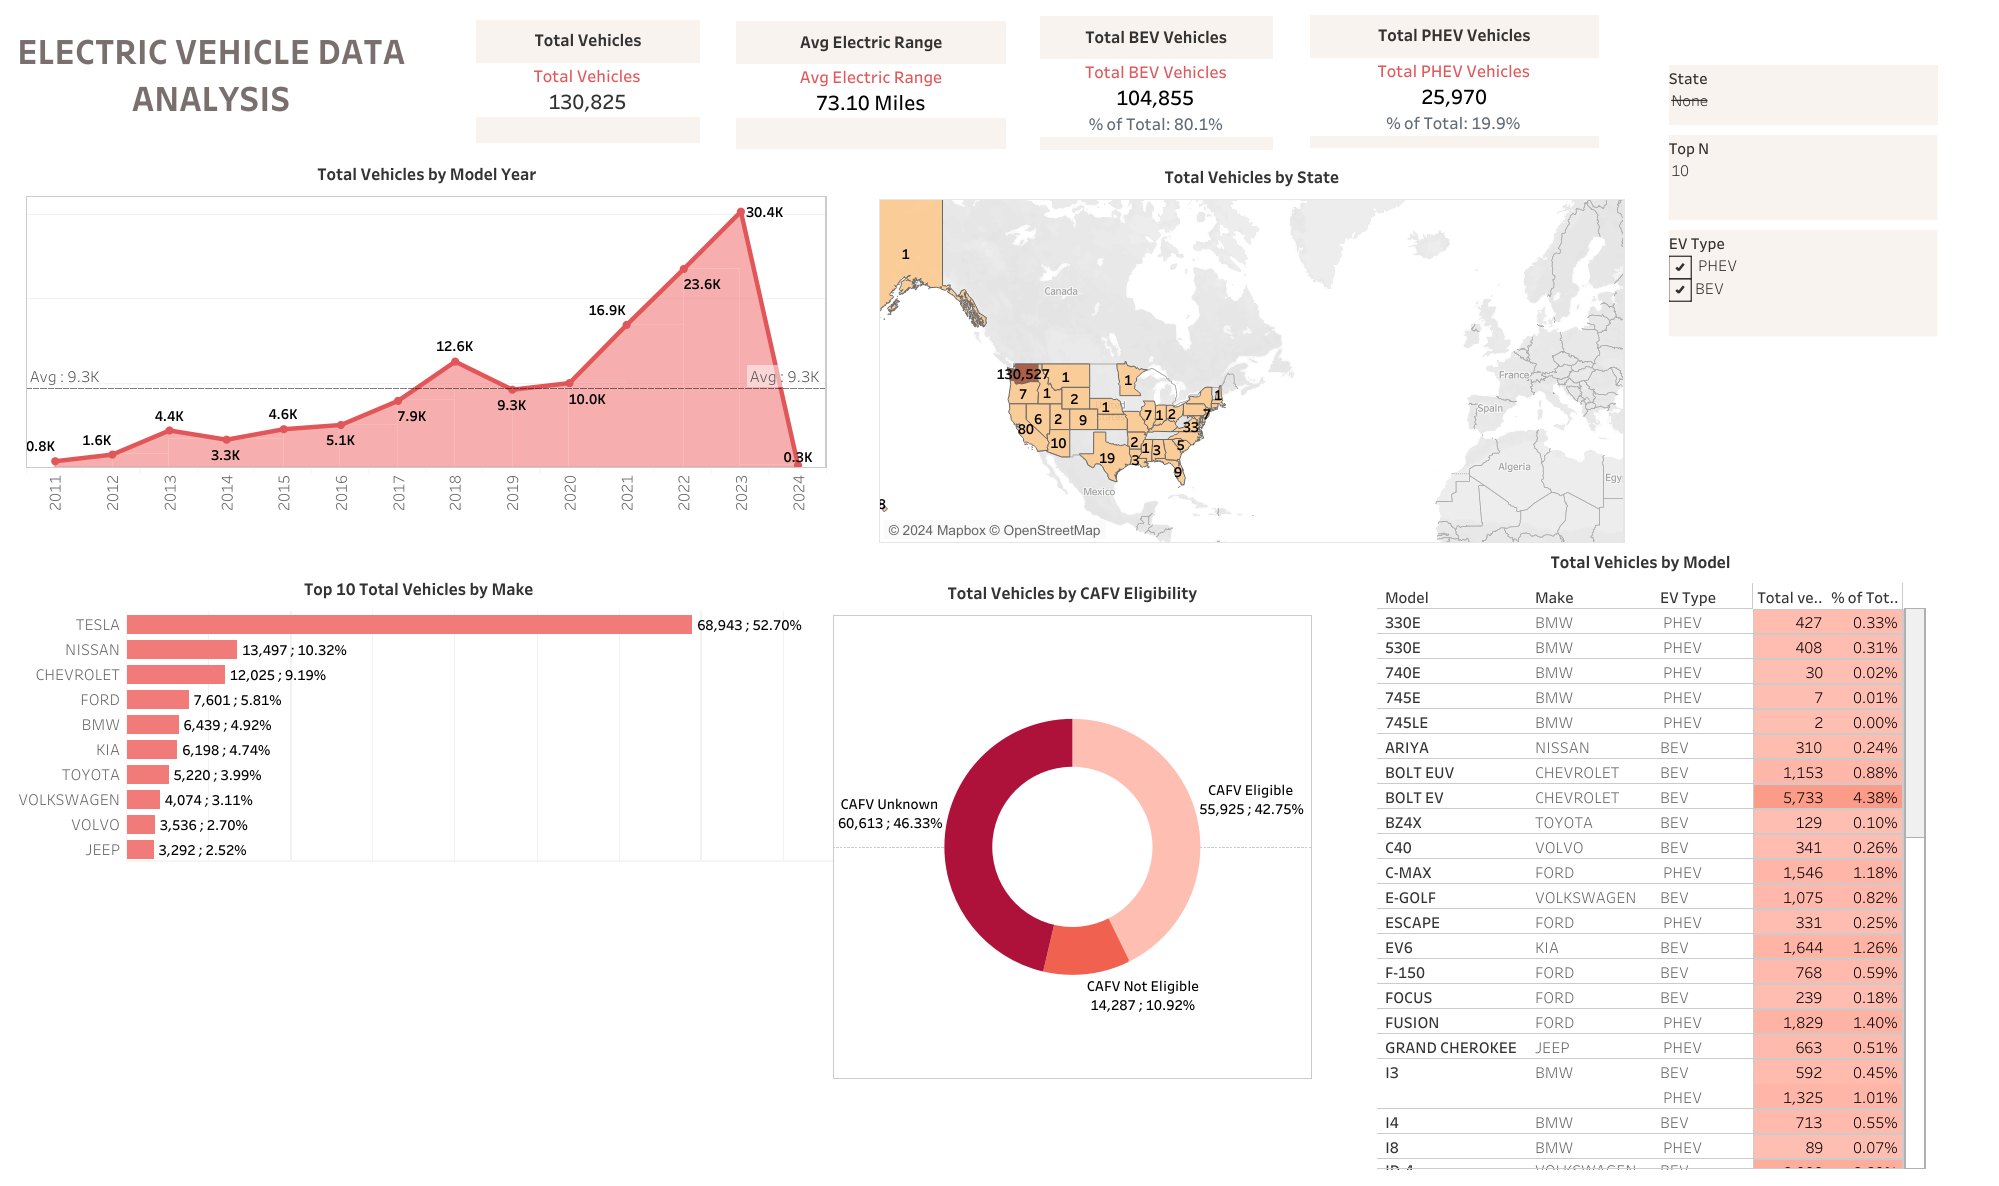 ELECTRIC VEHICLE DATA
ANALYSIS
Total Vehicles
Total Vehicles
130,825
Avg Electric Range
Avg Electric Range
73.10 Miles
Total BEV Vehicles
Total BEV Vehicles
104,855
% of Total: 80.1%
Total PHEV Vehicles
Total PHEV Vehicles
25,970
% of Total: 19.9%
State
None
Top N
10
EV Type
PHEV
BEV
Total Vehicles by Model Year
30.4K
23.6K
16.9K
12.6K
Avg : 9.3K
Avg : 9.3K
9.3K
10.0K
7.9K
4.4K
4.6K
5.1K
3.3K
1.6K
0.8K
0.3K
2011
2012
2013
2014
2015
2016
2017
2018
2019
2020
2021
2022
2023
2024
Total Vehicles by State
1
Canada
130,527
1
1
7
1
2
1
1
7
1
2
7
6
2
9
80
33
10
2
1
3
5
19
3
9
8
Mexico
France
Spain
Algeria
Egy
© 2024 Mapbox © OpenStreetMap
Top 10 Total Vehicles by Make
TESLA 68,943 ; 52.70%
NISSAN 13,497 ; 10.32%
CHEVROLET 12,025 ; 9.19%
FORD 7,601 ; 5.81%
BMW 6,439 ; 4.92%
KIA 6,198 ; 4.74%
TOYOTA 5,220 ; 3.99%
VOLKSWAGEN 4,074 ; 3.11%
VOLVO 3,536 ; 2.70%
JEEP 3,292 ; 2.52%
Total Vehicles by CAFV Eligibility
CAFV Unknown
60,613 ; 46.33%
CAFV Eligible
55,925 ; 42.75%
CAFV Not Eligible
14,287 ; 10.92%
Total Vehicles by Model
Model Make EV Type Total ve.. % of Tot..
330E BMW PHEV 427 0.33%
530E BMW PHEV 408 0.31%
740E BMW PHEV 30 0.02%
745E BMW PHEV 7 0.01%
745LE BMW PHEV 2 0.00%
ARIYA NISSAN BEV 310 0.24%
BOLT EUV CHEVROLET BEV 1,153 0.88%
BOLT EV CHEVROLET BEV 5,733 4.38%
BZ4X TOYOTA BEV 129 0.10%
C40 VOLVO BEV 341 0.26%
C-MAX FORD PHEV 1,546 1.18%
E-GOLF VOLKSWAGEN BEV 1,075 0.82%
ESCAPE FORD PHEV 331 0.25%
EV6 KIA BEV 1,644 1.26%
F-150 FORD BEV 768 0.59%
FOCUS FORD BEV 239 0.18%
FUSION FORD PHEV 1,829 1.40%
GRAND CHEROKEE JEEP PHEV 663 0.51%
I3 BMW BEV 592 0.45%
PHEV 1,325 1.01%
I4 BMW BEV 713 0.55%
I8 BMW PHEV 89 0.07%
VOLKSWAGEN BEV